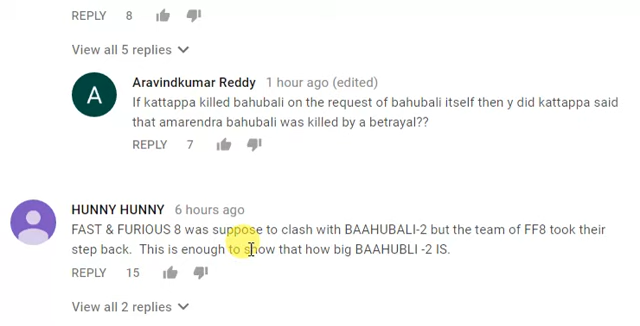 REPLY 8
View all 5 replies
A
Aravindkumar Reddy 1 hour ago (edited)
If kattappa killed bahubali on the request of bahubali itself then y did kattappa said
that amarendra bahubali was killed by a betrayal??
REPLY 7
HUNNY HUNNY 6 hours ago
FAST & FURIOUS 8 was suppose to clash with BAAHUBALI-2 but the team of FF8 took their
step back. This is enough to show that how big BAAHUBLI -2 IS.
REPLY 15
View all 2 replies